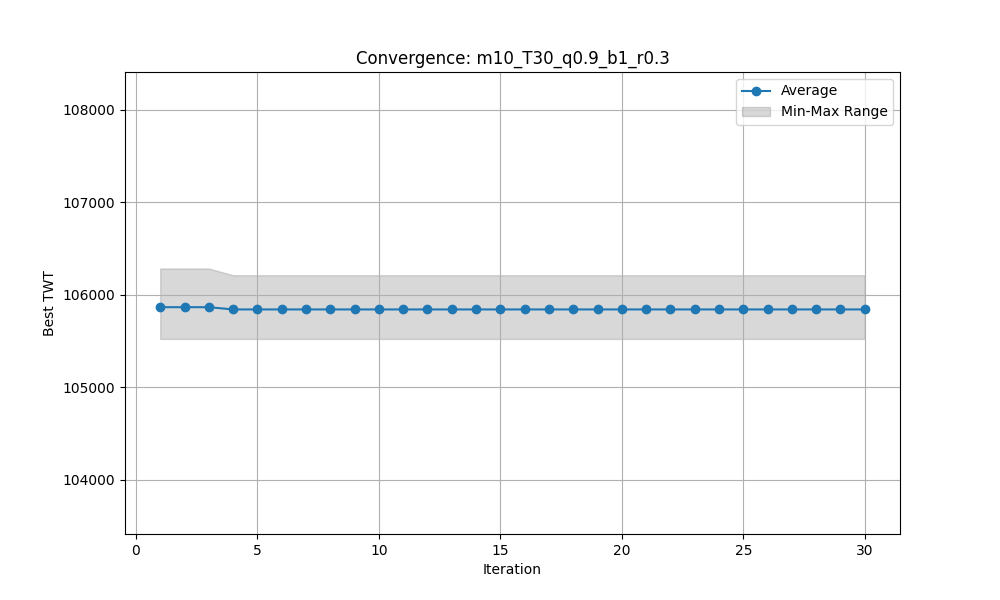 Convergence: m10_T30_q0.9_b1_r0.3
Average
Min-Max Range
Best TWT
108000
107000
106000
105000
104000
0 5 10 15 20 25 30
Iteration